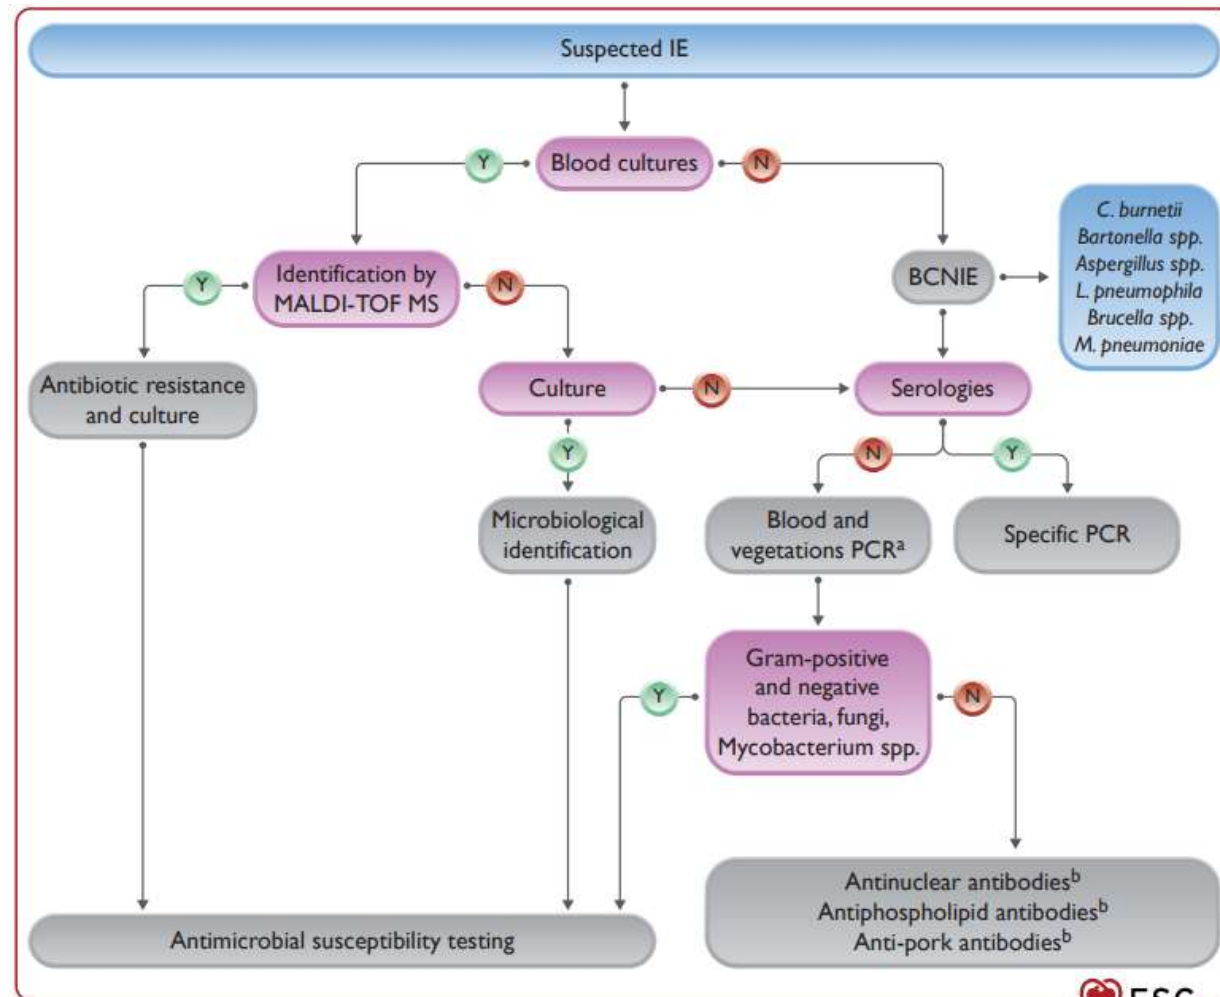 Suspected IE
Y
Blood cultures
N
C. burnetii
Bartonella spp.
Aspergillus spp.
L. pneumophila
Brucella spp.
M. pneumoniae
Y
Identification by
MALDI-TOF MS
N
BCNIE
Antibiotic resistance
and culture
Culture
N
Serologies
Y
N
Y
Microbiological
identification
Blood and
vegetations PCRᵃ
Specific PCR
Gram-positive
and negative
bacteria, fungi,
Mycobacterium spp.
Y
N
Antinuclear antibodiesᵇ
Antiphospholipid antibodiesᵇ
Anti-pork antibodiesᵇ
Antimicrobial susceptibility testing
ESC